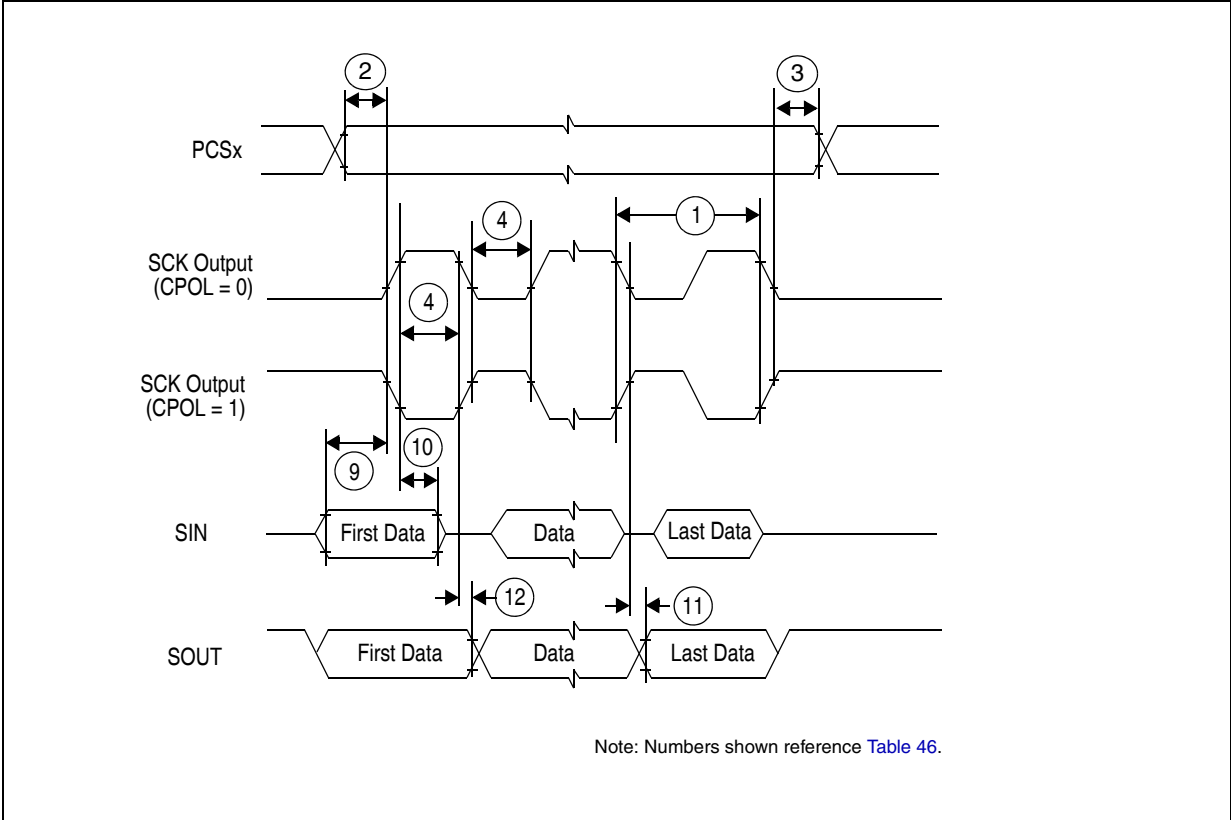 2
3
PCSx
4
1
SCK Output
(CPOL = 0)
4
SCK Output
(CPOL = 1)
10
9
SIN
First Data
Data
Last Data
12
11
SOUT
First Data
Data
Last Data
Note: Numbers shown reference Table 46.